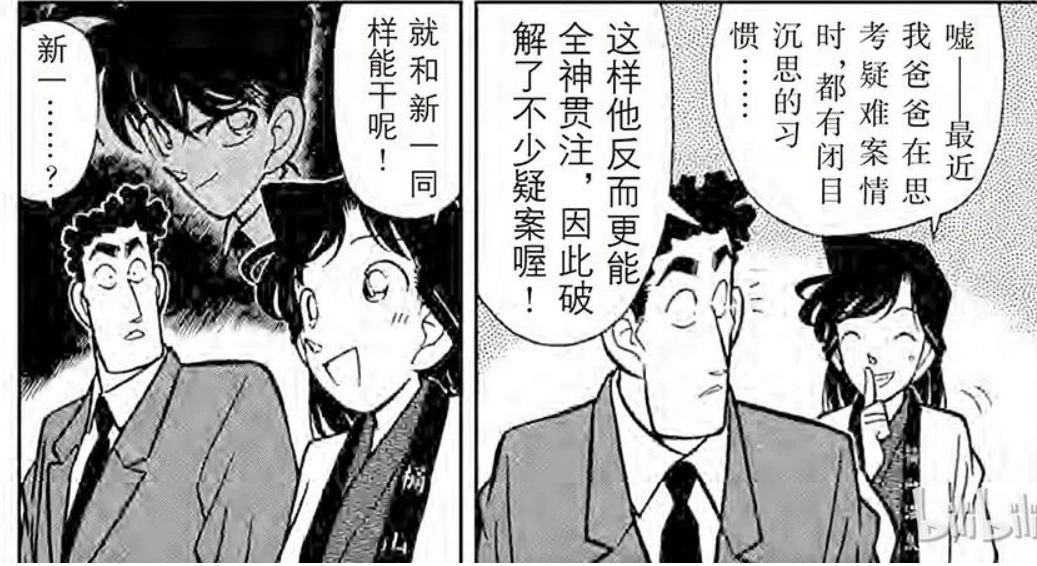 嘘——最近
我爸爸在思
考疑难案情
时，都有闭目
沉思的习
惯……
这样他反而更能
全神贯注，因此破
解了不少疑案喔！
就和新一同
样能干呢！
新一……？
bilibili